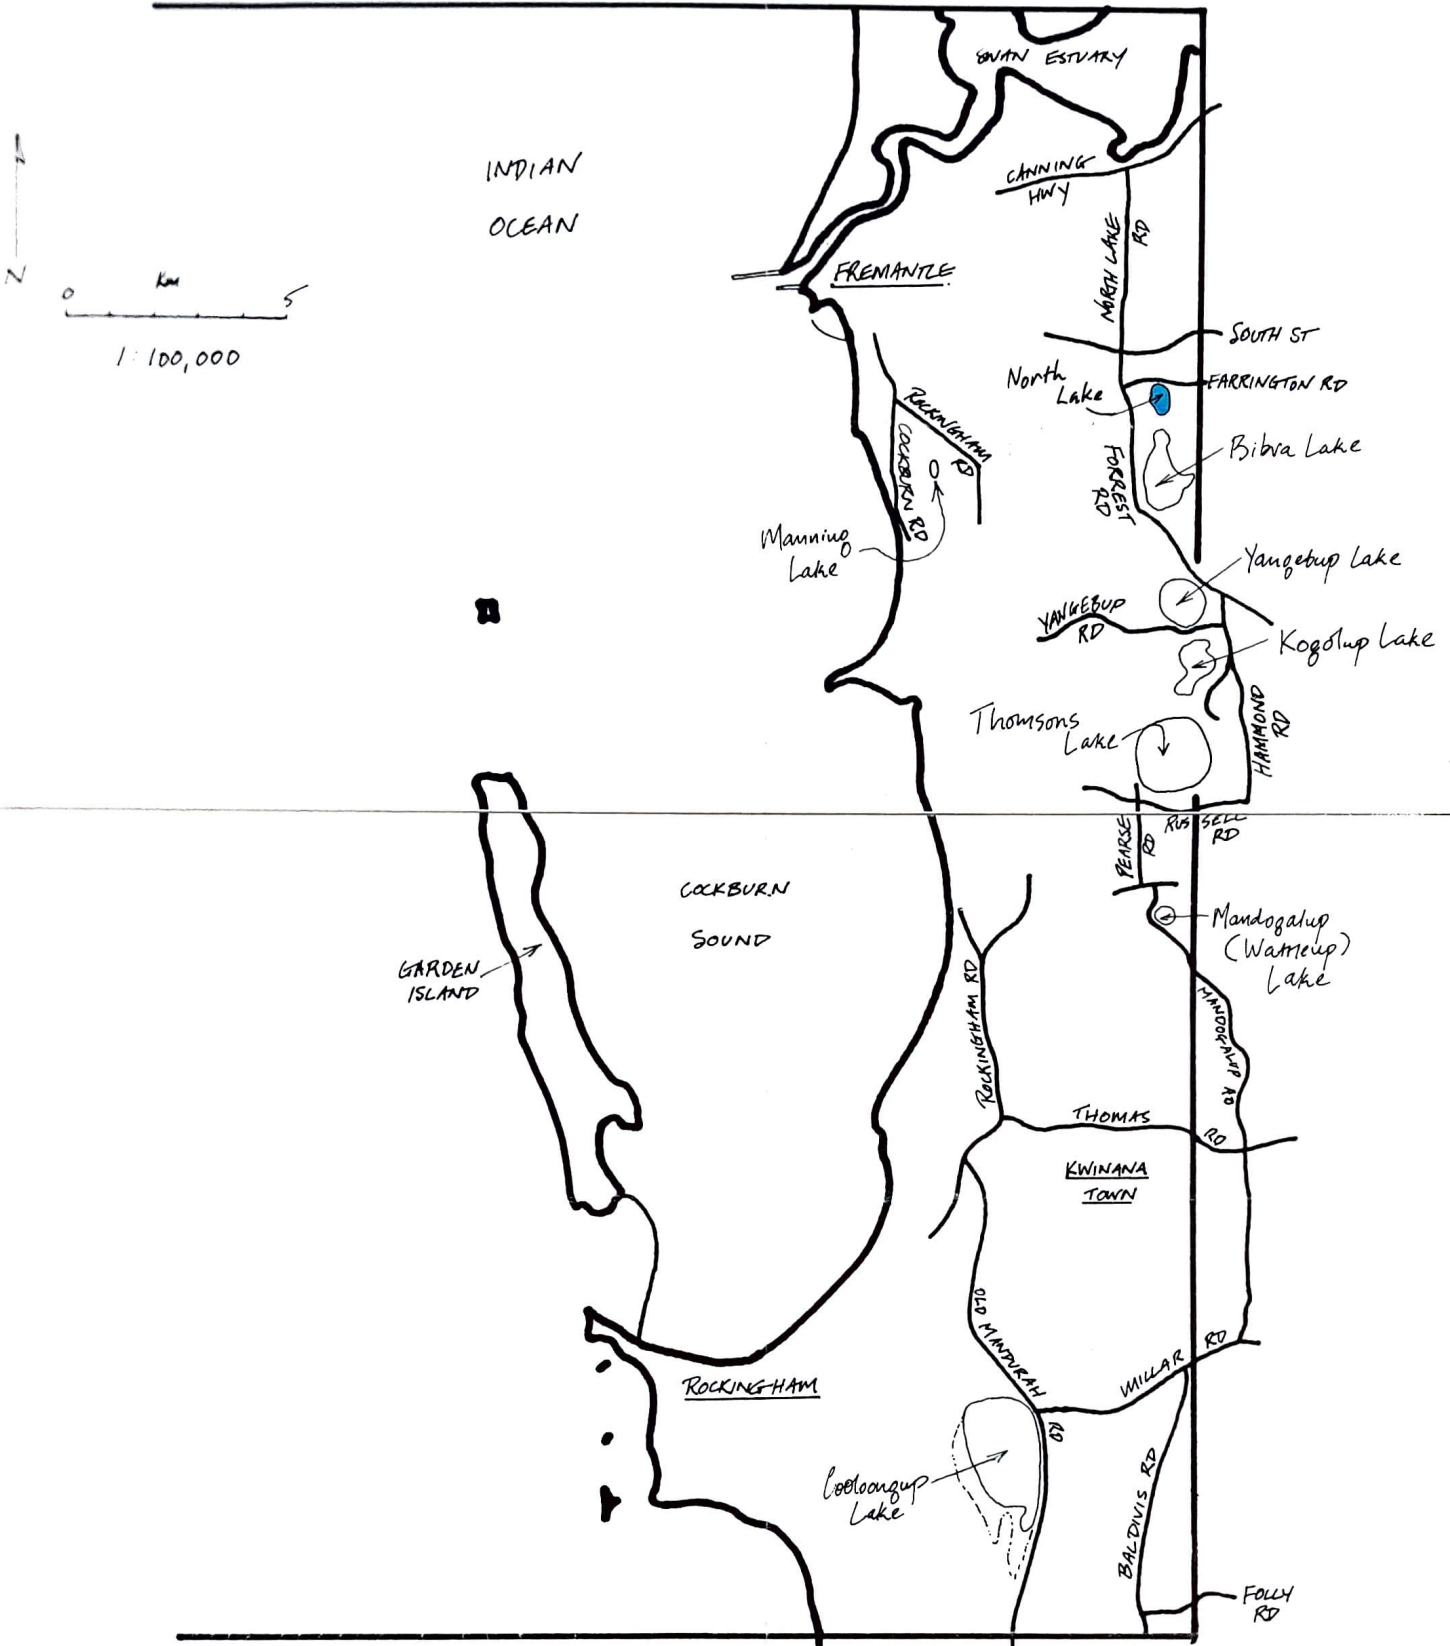 SWAN ESTUARY
INDIAN
OCEAN
CANNING
HWY
NORTH LAKE
RD
N
Km
0 5
1:100,000
FREMANTLE
SOUTH ST
North
Lake
FARRINGTON RD
ROCKINGHAM
RD
COCKBURN RD
FORREST
RD
Bibra Lake
Manning
Lake
Yangebup Lake
YANGEBUP
RD
Kogolup Lake
Thomsons
Lake
HAMMOND
RD
RUSSELL
RD
PEARSE
RD
COCKBURN
SOUND
Mandogalup
(Wattleup)
Lake
GARDEN
ISLAND
ROCKINGHAM RD
MANDOGALUP RD
THOMAS
RD
KWINANA
TOWN
OLD
MANDURAH
RD
MILLAR RD
ROCKINGHAM
Cooloongup
Lake
BALDIVIS RD
FOLLY
RD